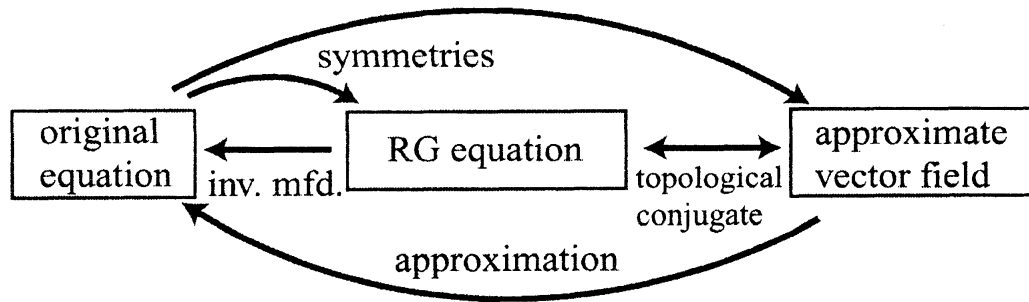 symmetries
original
equation
inv. mfd.
RG equation
topological
conjugate
approximate
vector field
approximation